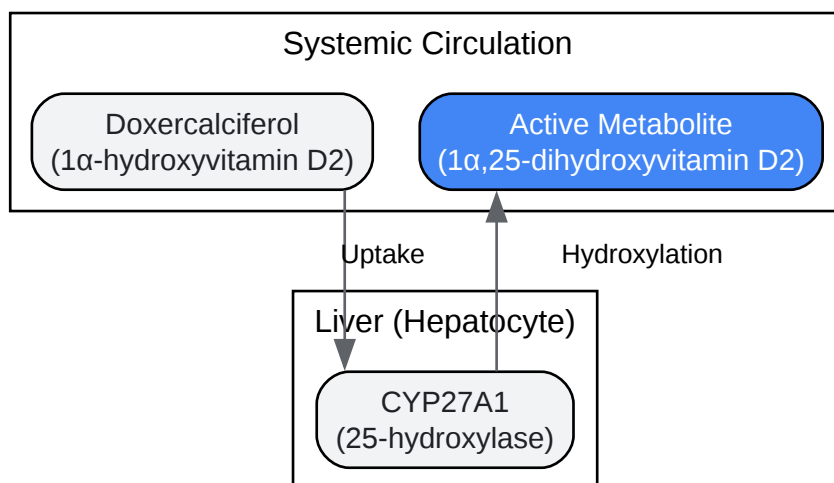 Systemic Circulation
Doxercalciferol
(1α-hydroxyvitamin D2)
Active Metabolite
(1α,25-dihydroxyvitamin D2)
Uptake
Hydroxylation
Liver (Hepatocyte)
CYP27A1
(25-hydroxylase)